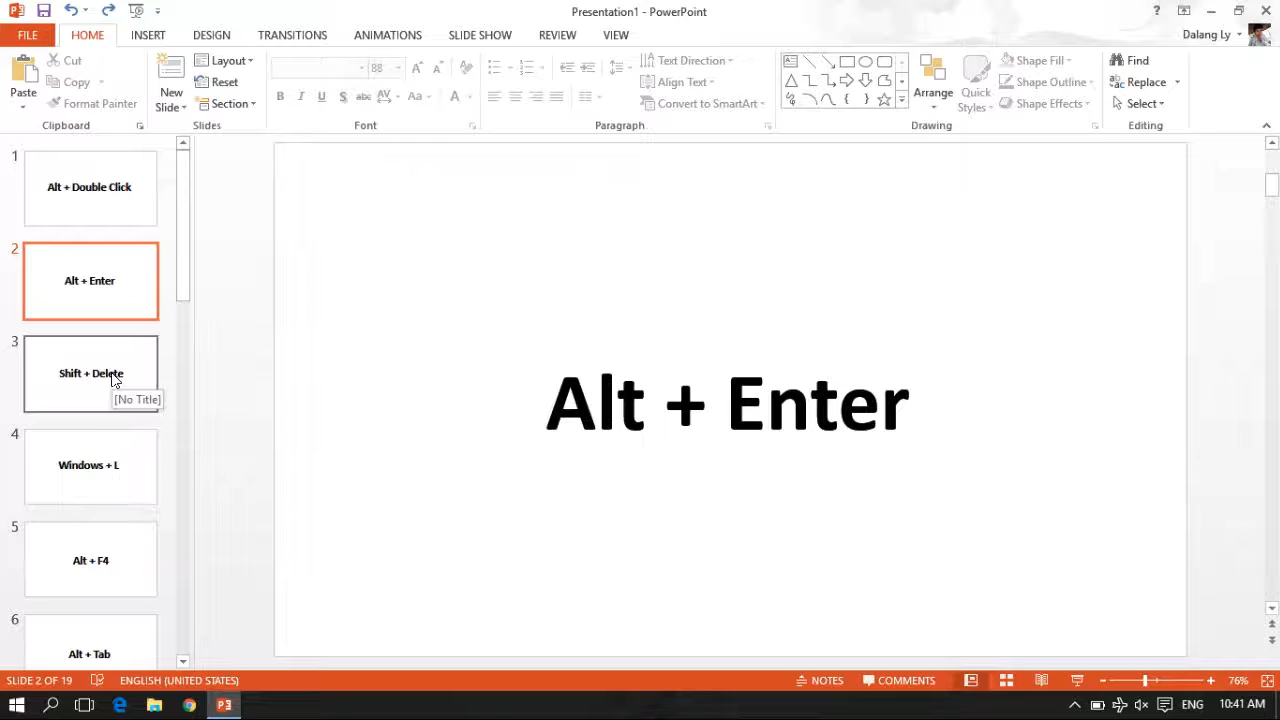 Presentation1 - PowerPoint
?
FILE
HOME
INSERT
DESIGN
TRANSITIONS
ANIMATIONS
SLIDE SHOW
REVIEW
VIEW
Dalang Ly
Paste
Cut
Copy
Format Painter
Clipboard
New
Slide
Layout
Reset
Section
Slides
88
B I U S abc AV Aa A
Font
Text Direction
Align Text
Convert to SmartArt
Paragraph
Arrange
Quick
Styles
Shape Fill
Shape Outline
Shape Effects
Drawing
Find
Replace
Select
Editing
1
Alt + Double Click
2
Alt + Enter
3
Shift + Delete
[No Title]
4
Windows + L
5
Alt + F4
6
Alt + Tab
Alt + Enter
SLIDE 2 OF 19
ENGLISH (UNITED STATES)
NOTES
COMMENTS
76%
ENG
10:41 AM